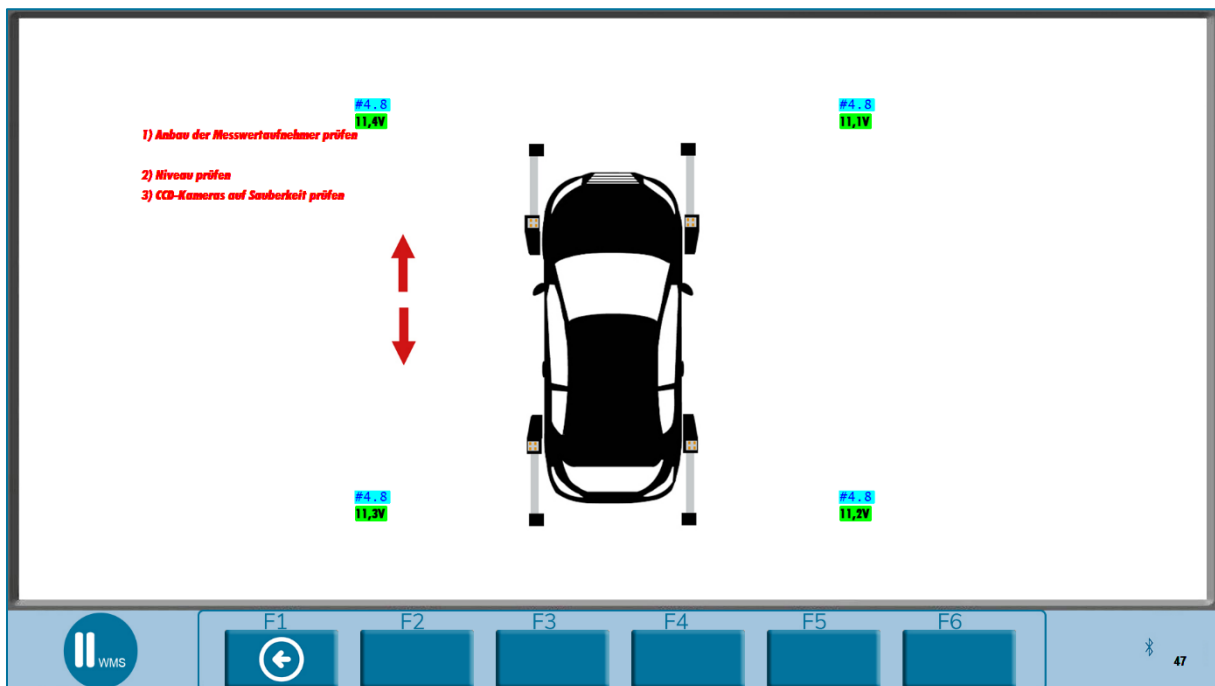 #4.8 #4.8
11,4V 11,1V
1) Anbau der Messwertaufnehmer prüfen
2) Niveau prüfen
3) CCD-Kameras auf Sauberkeit prüfen
#4.8 #4.8
11,3V 11,2V
F1 F2 F3 F4 F5 F6
WMS
47